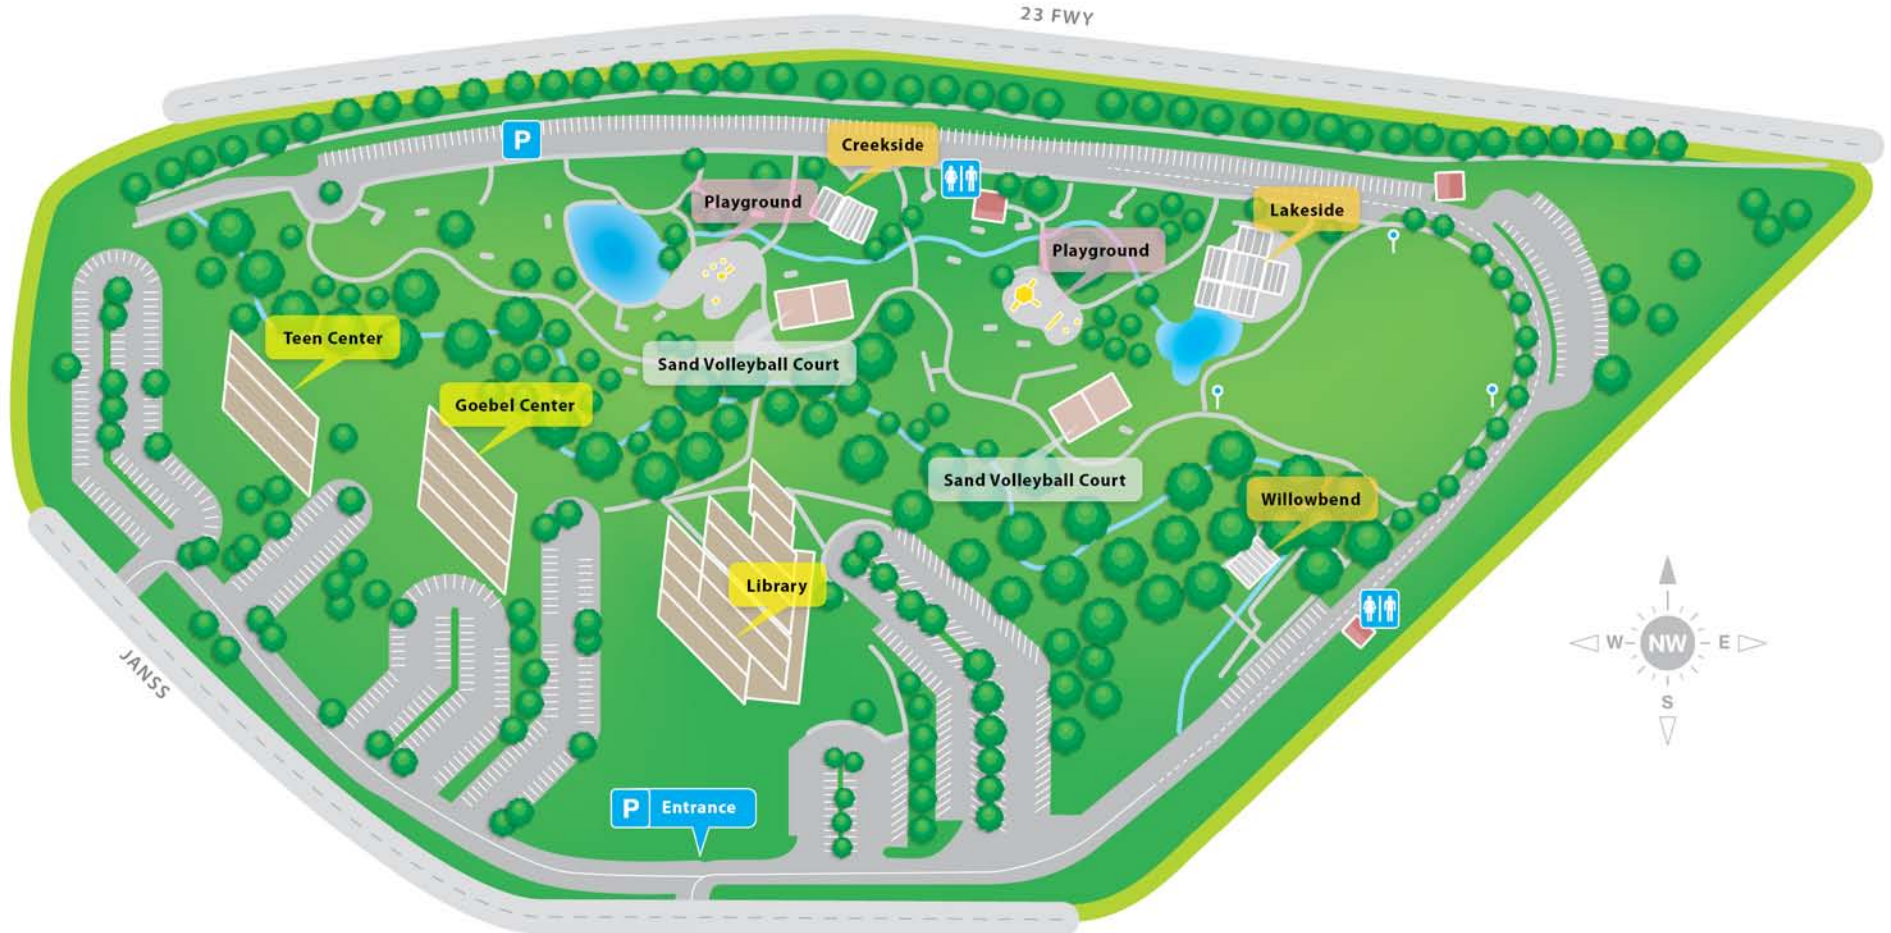 23 FWY
P
Creekside
Playground
Lakeside
Playground
Teen Center
Sand Volleyball Court
Goebel Center
Sand Volleyball Court
Willowbend
Library
W NW E
S
JANSS
P Entrance